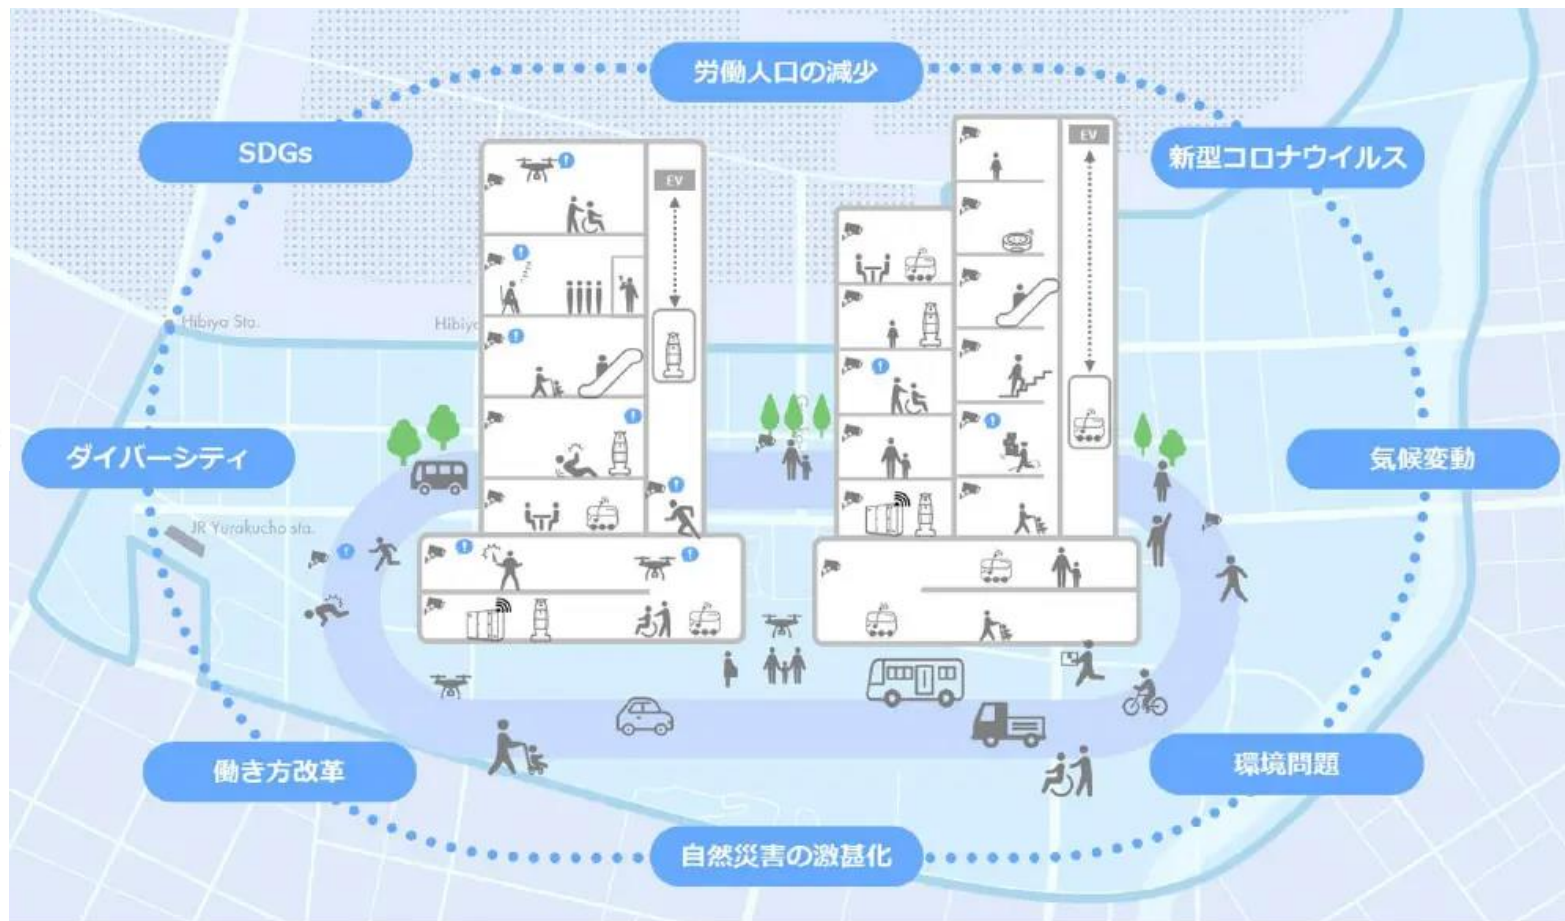 労働人口の減少
SDGs
新型コロナウイルス
EV
EV
Hibiya Sta.
Hibiya
ダイバーシティ
気候変動
JR Yurakucho sta.
働き方改革
環境問題
自然災害の激甚化